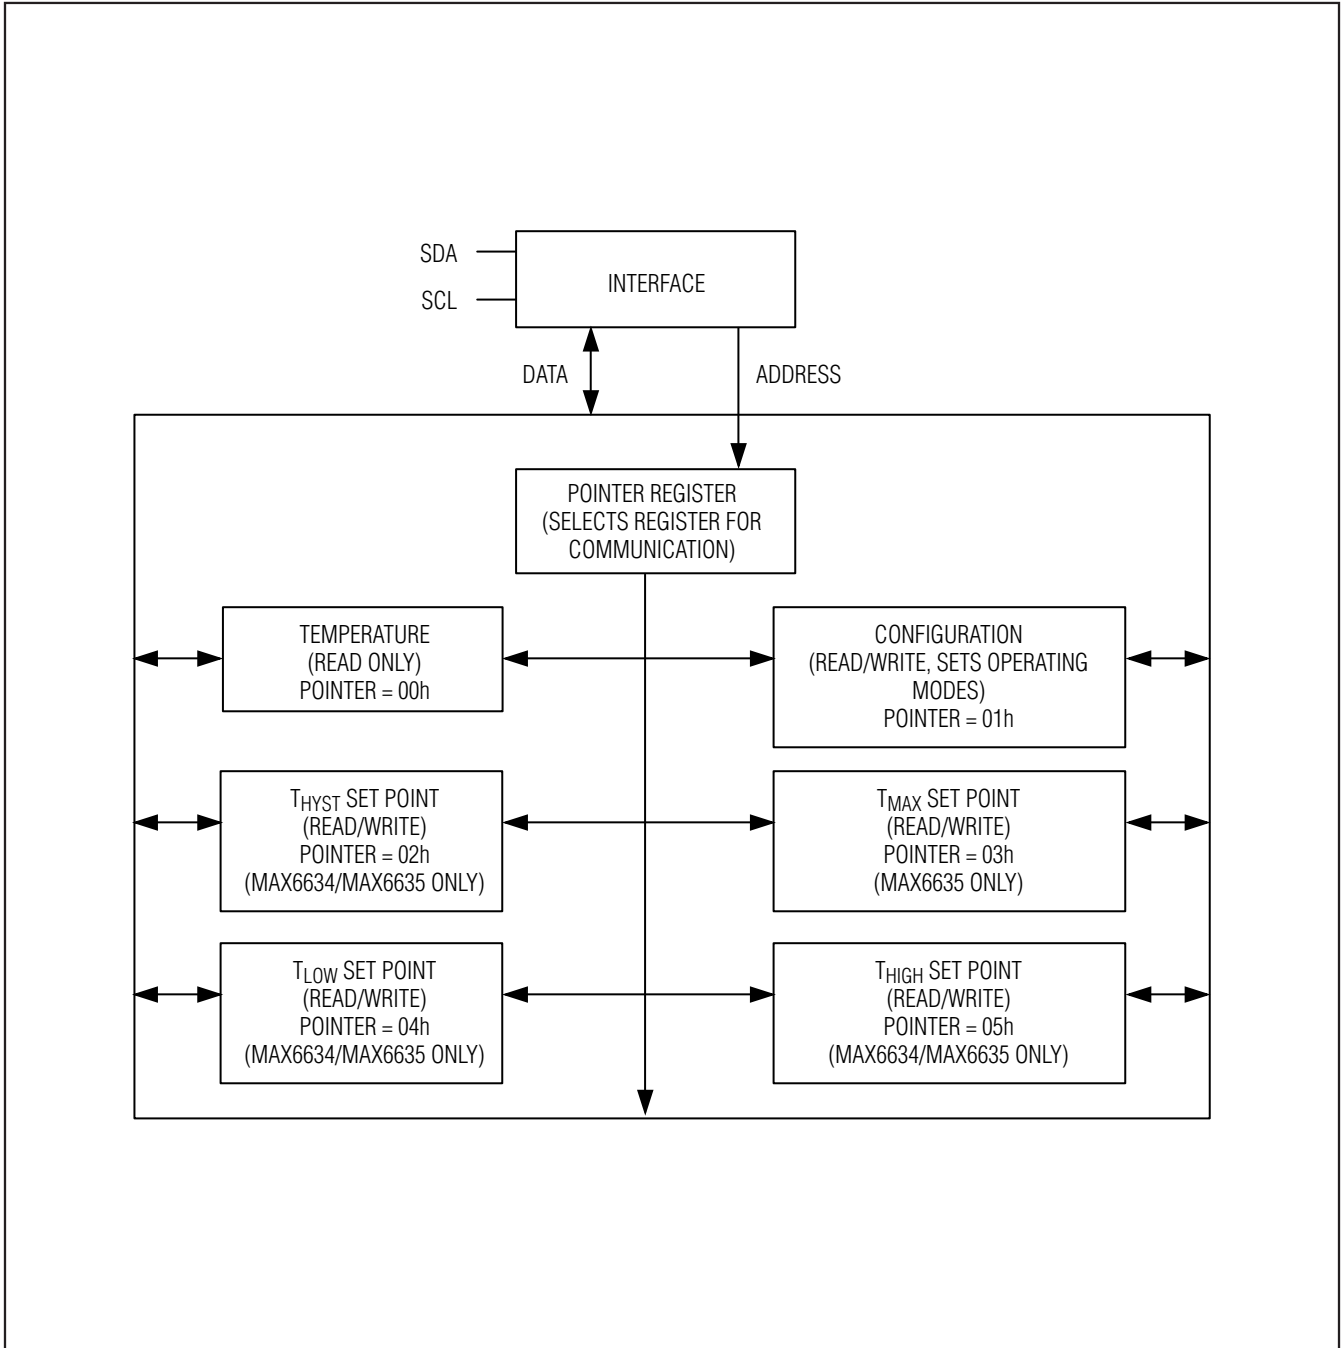 SDA
SCL
INTERFACE
DATA
ADDRESS
POINTER REGISTER
(SELECTS REGISTER FOR
COMMUNICATION)
TEMPERATURE
(READ ONLY)
POINTER = 00h
CONFIGURATION
(READ/WRITE, SETS OPERATING
MODES)
POINTER = 01h
THYST SET POINT
(READ/WRITE)
POINTER = 02h
(MAX6634/MAX6635 ONLY)
TMAX SET POINT
(READ/WRITE)
POINTER = 03h
(MAX6635 ONLY)
TLOW SET POINT
(READ/WRITE)
POINTER = 04h
(MAX6634/MAX6635 ONLY)
THIGH SET POINT
(READ/WRITE)
POINTER = 05h
(MAX6634/MAX6635 ONLY)